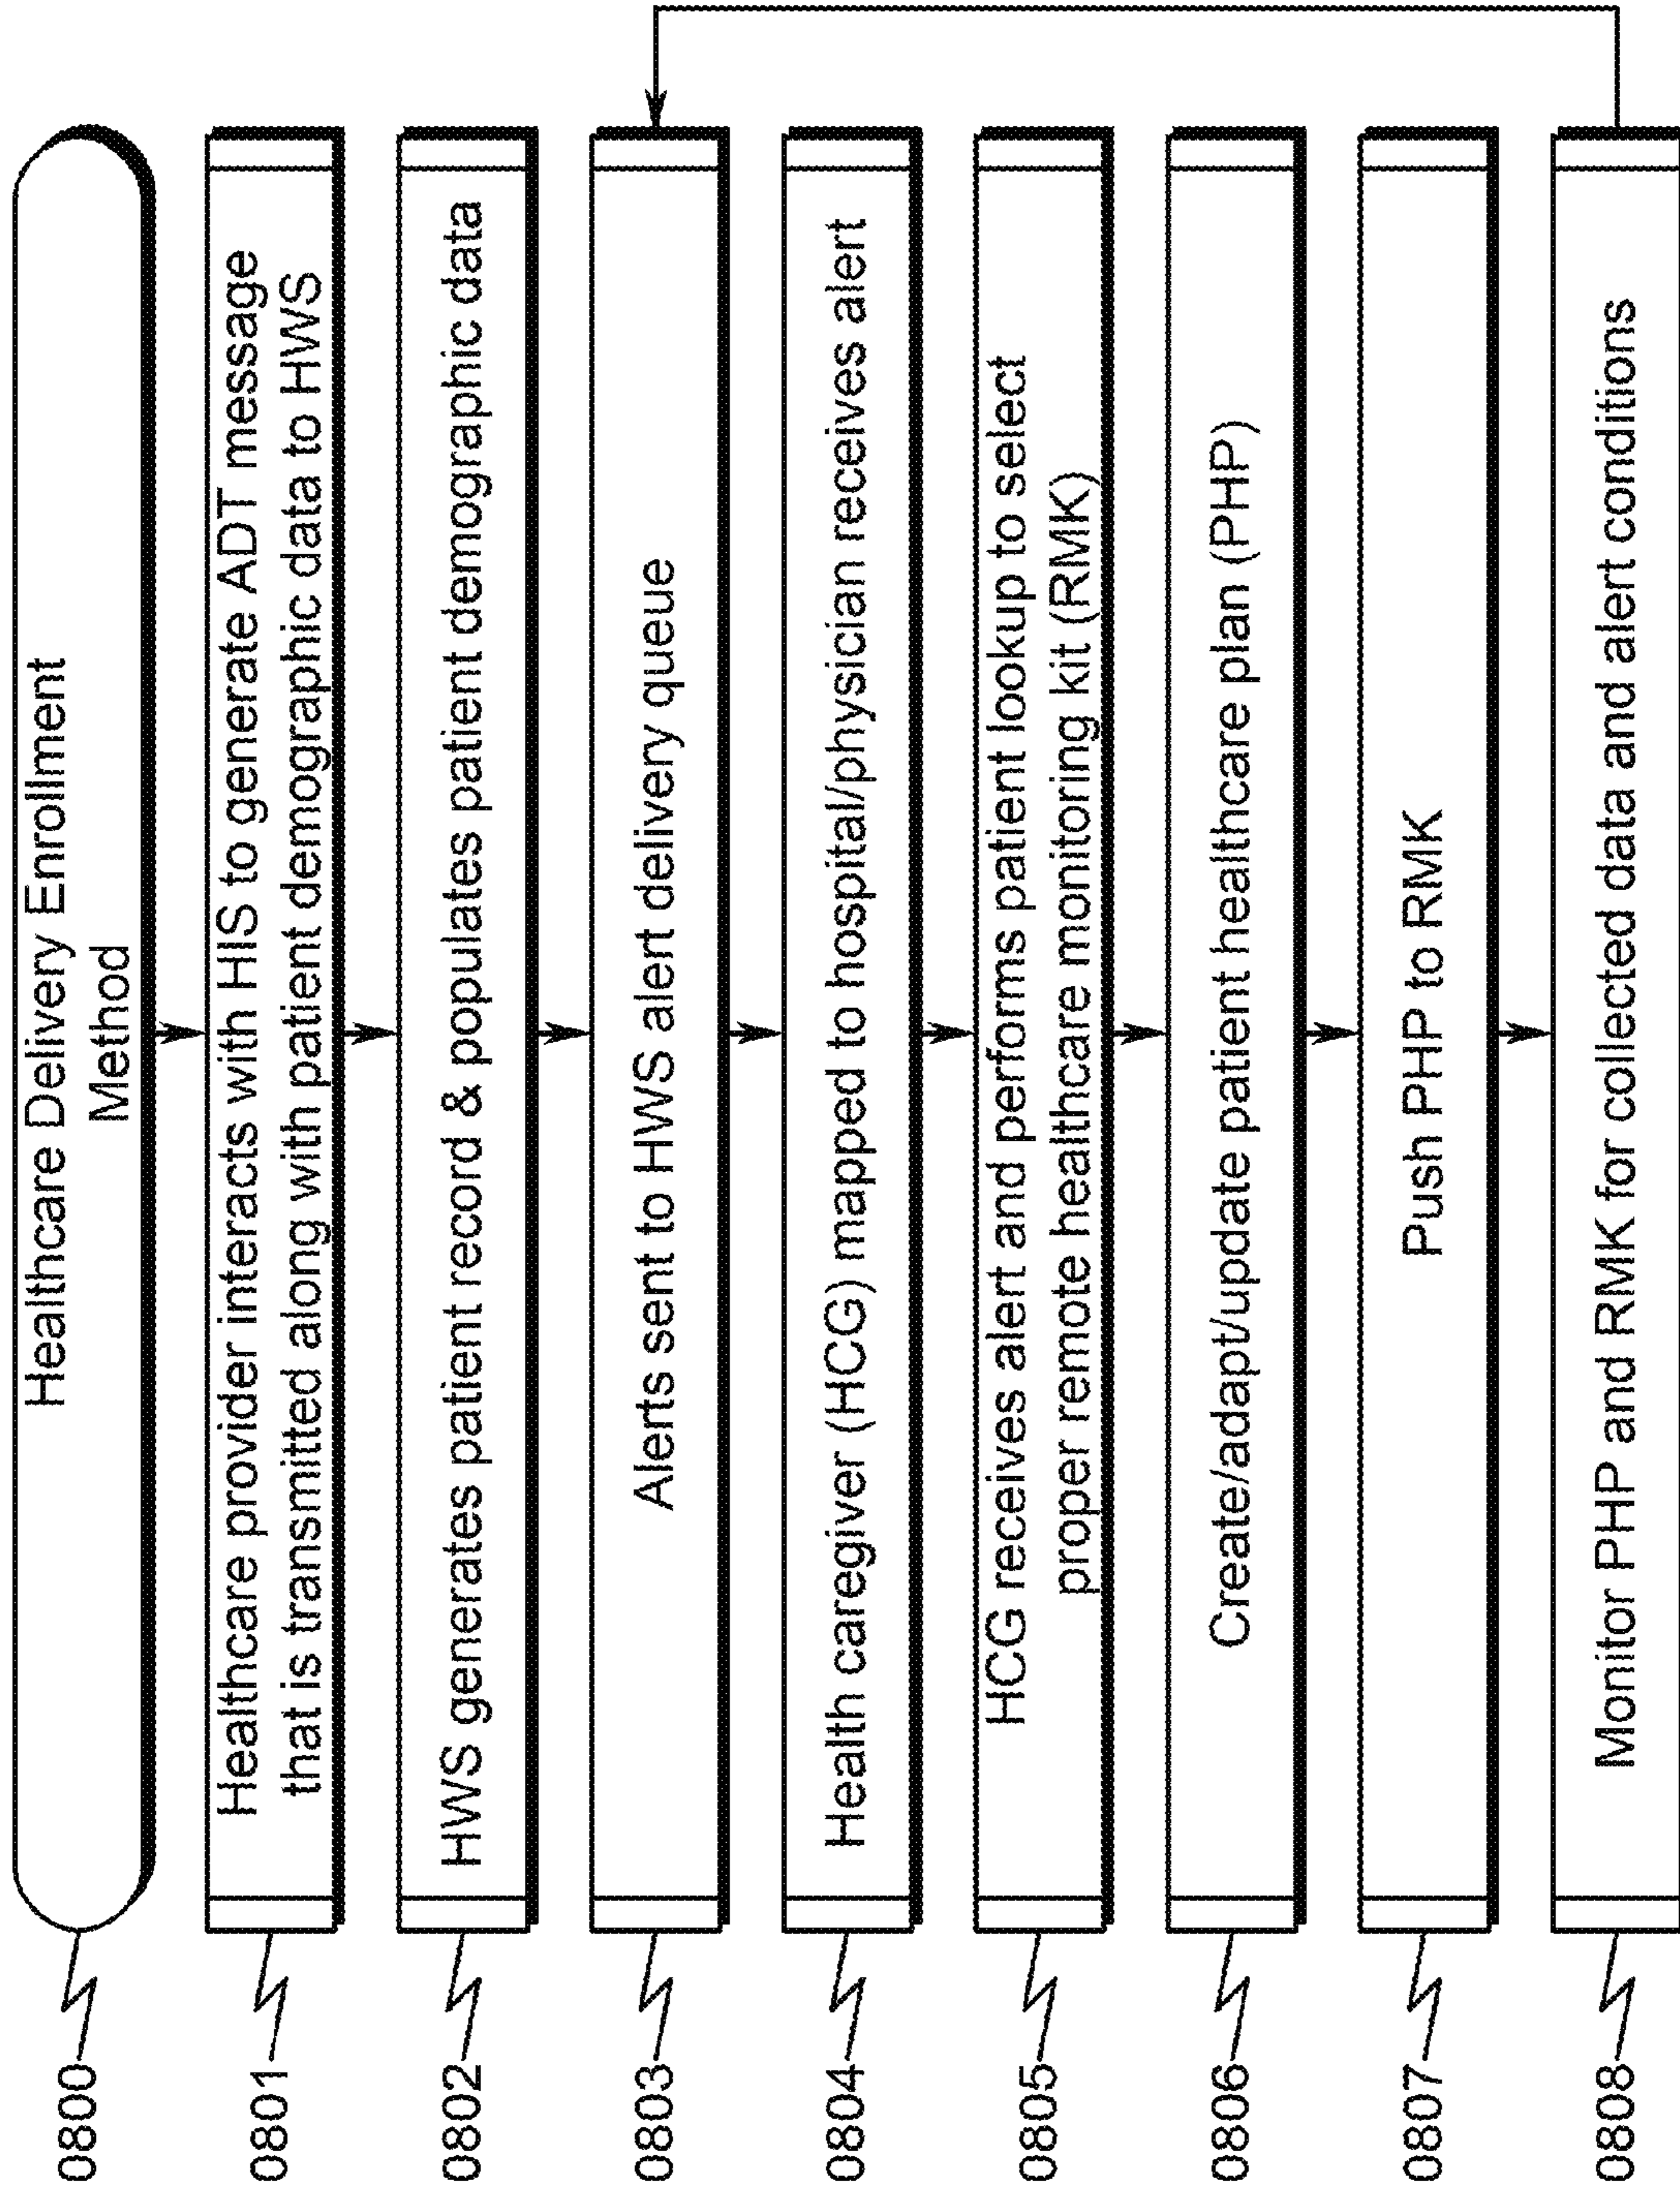 Healthcare Delivery Enrollment
Method
0800
Healthcare provider interacts with HIS to generate ADT message
that is transmitted along with patient demographic data to HWS
0801
HWS generates patient record & populates patient demographic data
0802
Alerts sent to HWS alert delivery queue
0803
Health caregiver (HCG) mapped to hospital/physician receives alert
0804
HCG receives alert and performs patient lookup to select
proper remote healthcare monitoring kit (RMK)
0805
Create/adapt/update patient healthcare plan (PHP)
0806
Push PHP to RMK
0807
Monitor PHP and RMK for collected data and alert conditions
0808